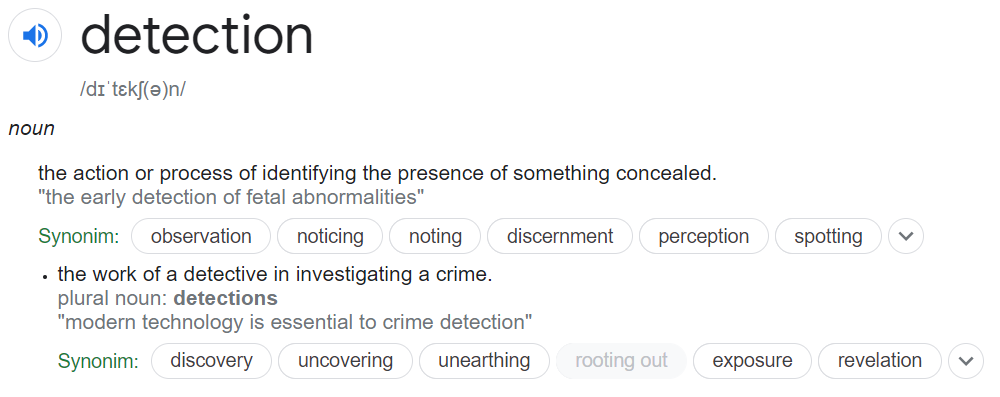 detection
/dɪˈtɛkʃ(ə)n/
noun
the action or process of identifying the presence of something concealed.
"the early detection of fetal abnormalities"
Synonym: observation noticing noting discernment perception spotting
• the work of a detective in investigating a crime.
plural noun: detections
"modern technology is essential to crime detection"
Synonym: discovery uncovering unearthing rooting out exposure revelation